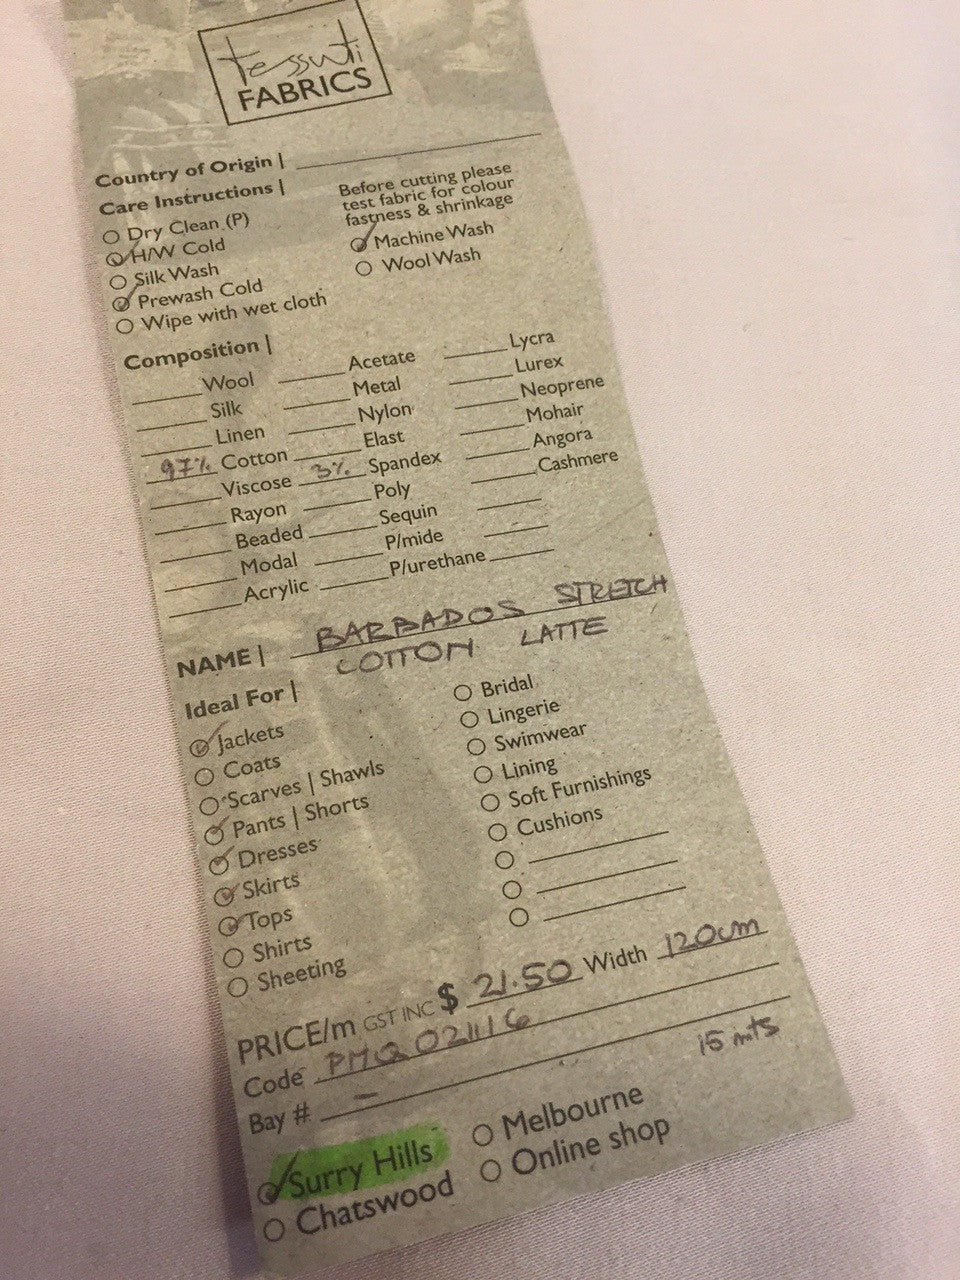 tessuti
FABRICS
Country of Origin |
Care Instructions |
Before cutting please
test fabric for colour
fastness & shrinkage
Dry Clean (P)
H/W Cold
Silk Wash
Prewash Cold
Wipe with wet cloth
Machine Wash
Wool Wash
Composition |
Wool
Silk
Linen
97% Cotton
Viscose
Rayon
Beaded
Modal
Acrylic
Acetate
Metal
Nylon
Elast
3% Spandex
Poly
Sequin
P/mide
P/urethane
Lycra
Lurex
Neoprene
Mohair
Angora
Cashmere
NAME | BARBADOS STRETCH
COTTON LATTE
Ideal For |
Jackets
Coats
Scarves | Shawls
Pants | Shorts
Dresses
Skirts
Tops
Shirts
Sheeting
Bridal
Lingerie
Swimwear
Lining
Soft Furnishings
Cushions
PRICE/m GST INC $ 21.50 Width 120cm
Code PMQ 021116
Bay # –
15 mts
Surry Hills
Chatswood
Melbourne
Online shop